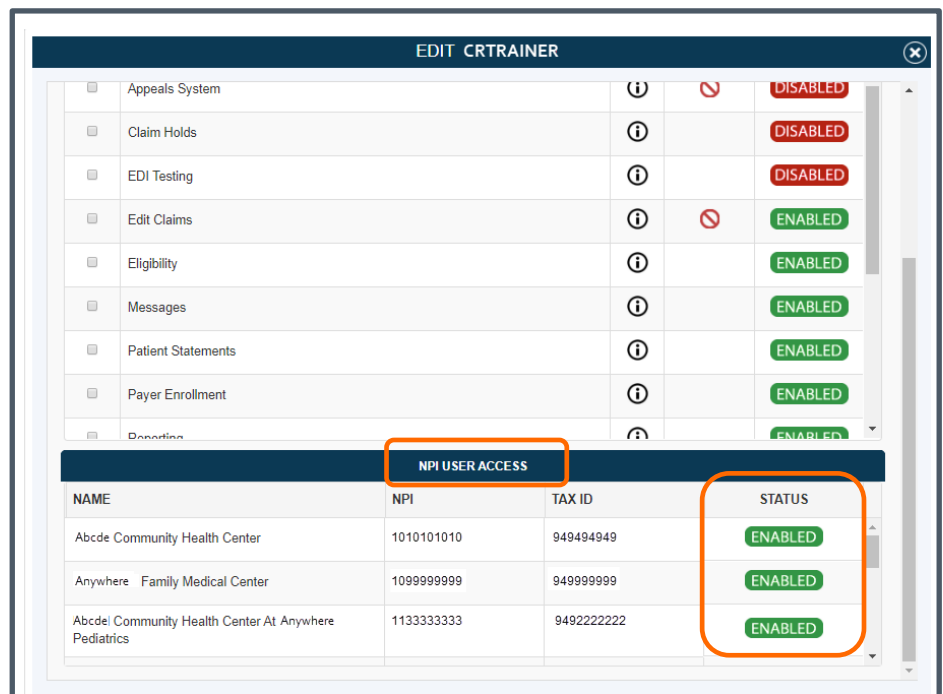 EDIT CRTRAINER
Appeals System DISABLED
Claim Holds DISABLED
EDI Testing DISABLED
Edit Claims ENABLED
Eligibility ENABLED
Messages ENABLED
Patient Statements ENABLED
Payer Enrollment ENABLED
Reporting ENABLED
NPI USER ACCESS
NAME NPI TAX ID STATUS
Abcde Community Health Center 1010101010 949494949 ENABLED
Anywhere Family Medical Center 1099999999 949999999 ENABLED
Abcde Community Health Center At Anywhere 1133333333 9492222222 ENABLED
Pediatrics